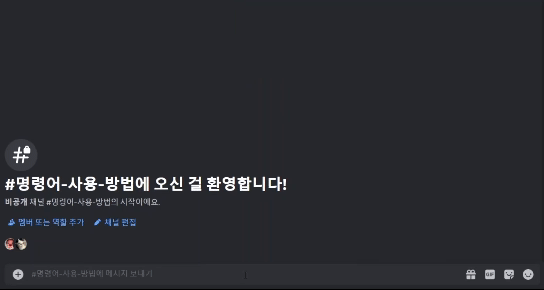 #명령어-사용-방법에 오신 걸 환영합니다!
비공개 채널 #명령어-사용-방법의 시작이에요.
멤버 또는 역할 추가 채널 편집
#명령어-사용-방법에 메시지 보내기
GIF